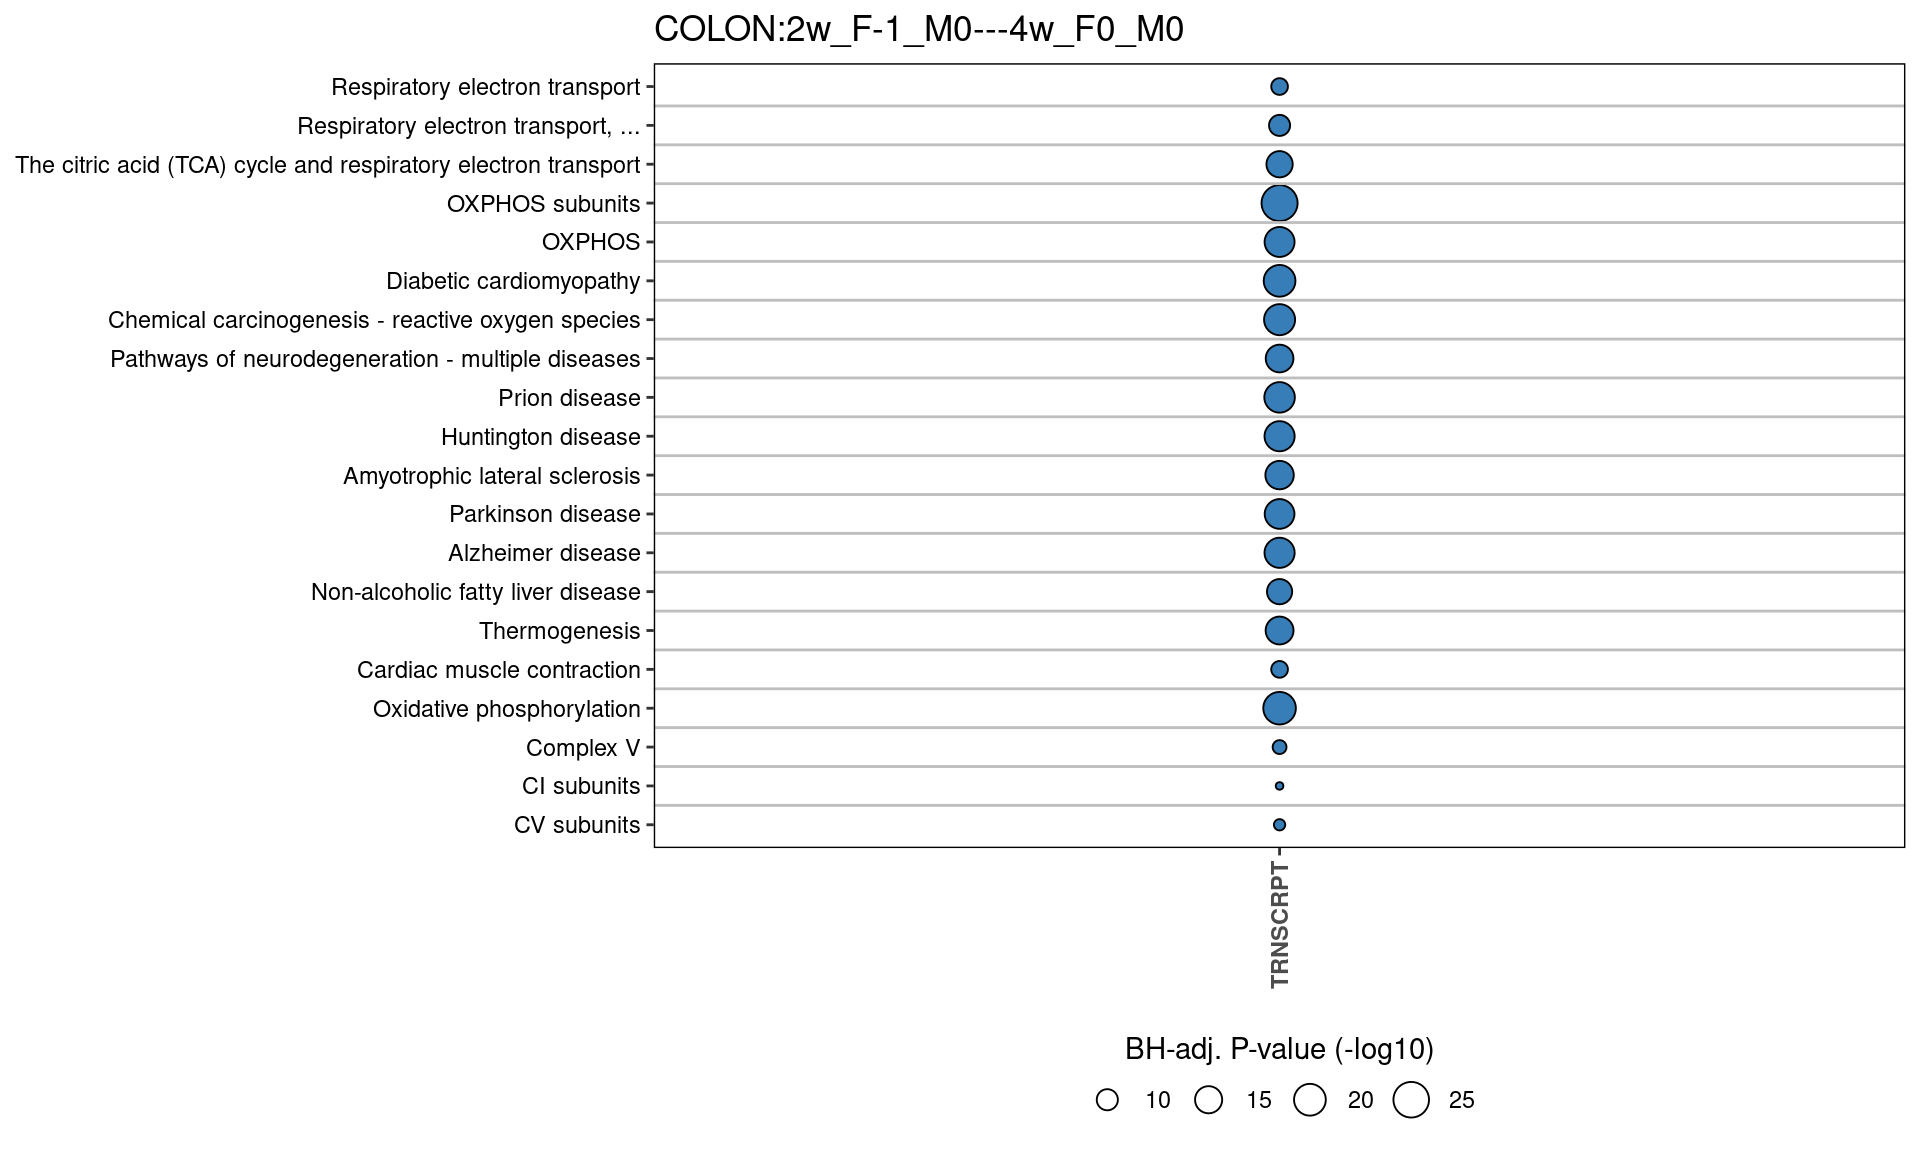 COLON:2w_F-1_M0---4w_F0_M0
Respiratory electron transport
Respiratory electron transport, ...
The citric acid (TCA) cycle and respiratory electron transport
OXPHOS subunits
OXPHOS
Diabetic cardiomyopathy
Chemical carcinogenesis - reactive oxygen species
Pathways of neurodegeneration - multiple diseases
Prion disease
Huntington disease
Amyotrophic lateral sclerosis
Parkinson disease
Alzheimer disease
Non-alcoholic fatty liver disease
Thermogenesis
Cardiac muscle contraction
Oxidative phosphorylation
Complex V
CI subunits
CV subunits
TRNSCRPT
BH-adj. P-value (-log10)
10 15 20 25